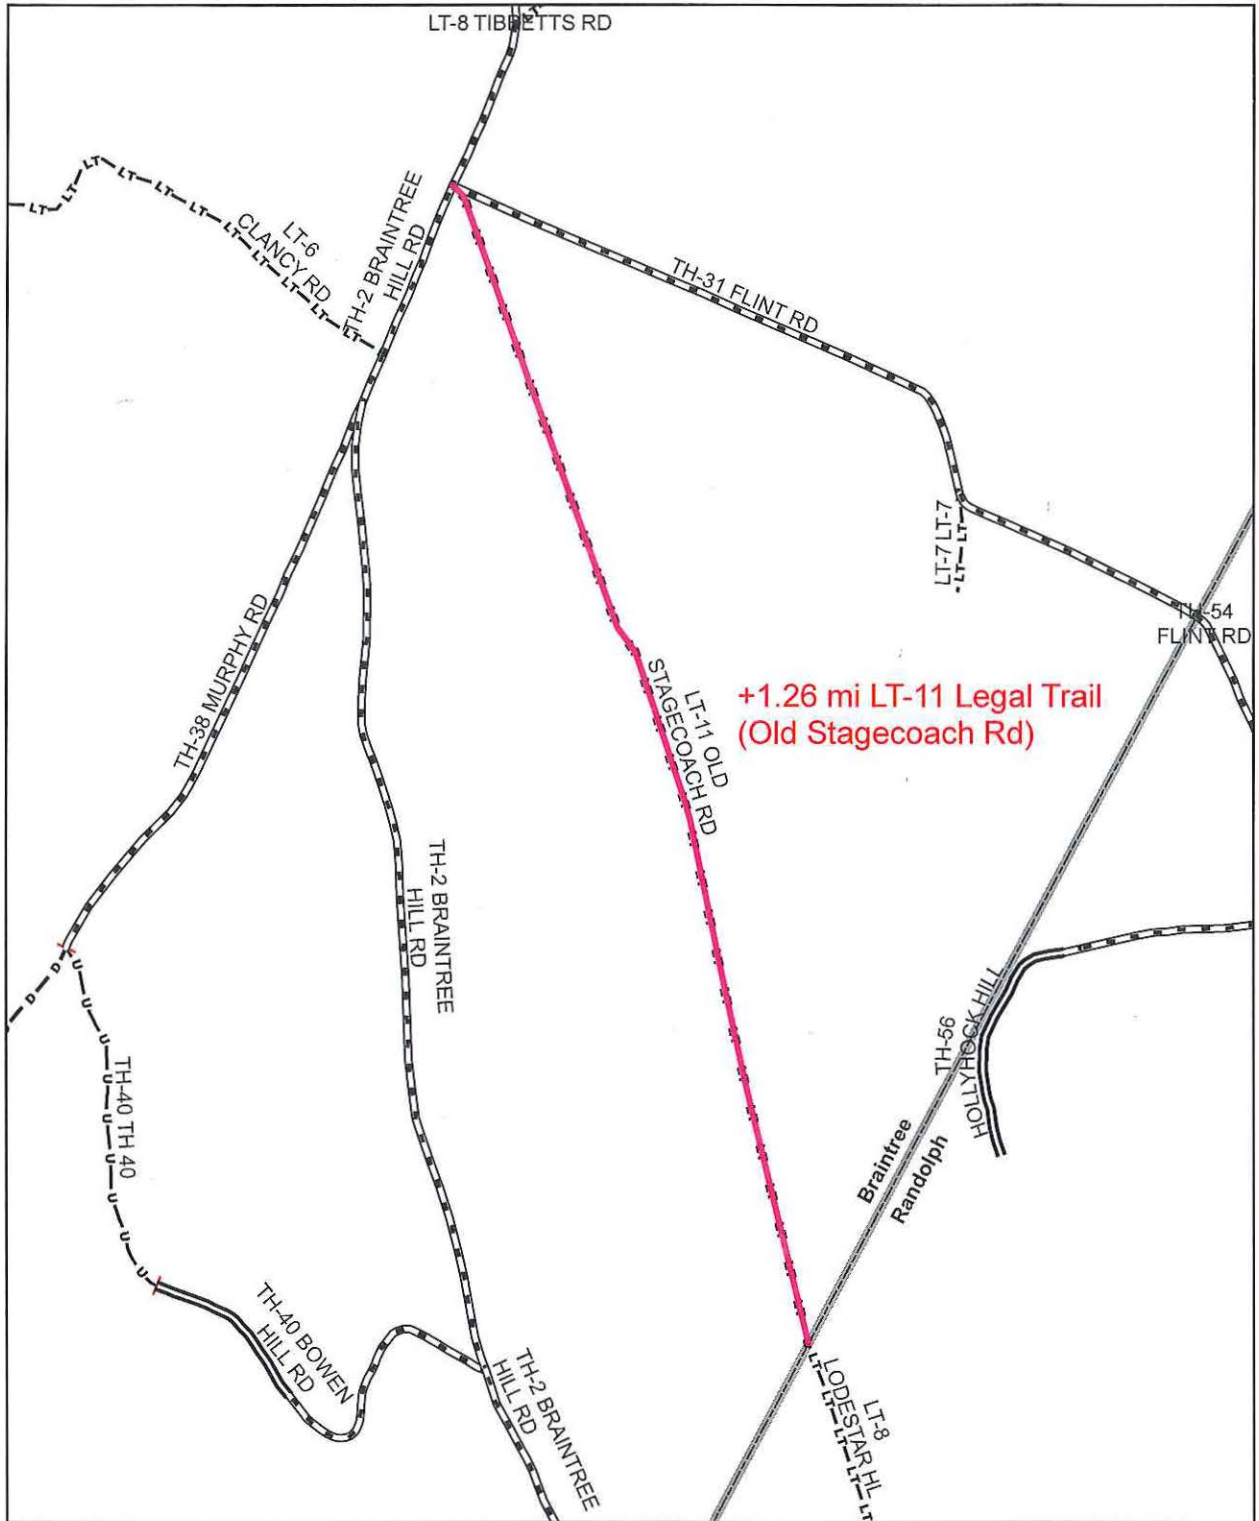 LT-8 TIBBETTS RD
LT-6
CLANCY RD
TH-2 BRAINTREE
HILL RD
TH-31 FLINT RD
LT-7 LT-7
TH-54
FLINT RD
TH-38 MURPHY RD
LT-11 OLD
STAGECOACH RD
+1.26 mi LT-11 Legal Trail
(Old Stagecoach Rd)
TH-2 BRAINTREE
HILL RD
TH-56
HOLLYHOCK HILL
TH-40 TH 40
Braintree
Randolph
TH-40 BOWEN
HILL RD
TH-2 BRAINTREE
HILL RD
LT-8
LODESTAR HL